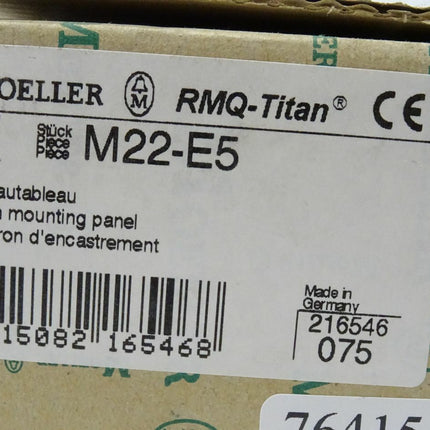 OELLER M RMQ-Titan® CE
Stück
Piece
Pièce
M22-E5
autableau
mounting panel
ron d'encastrement
15082 165468
Made in
Germany
216546
075
76415